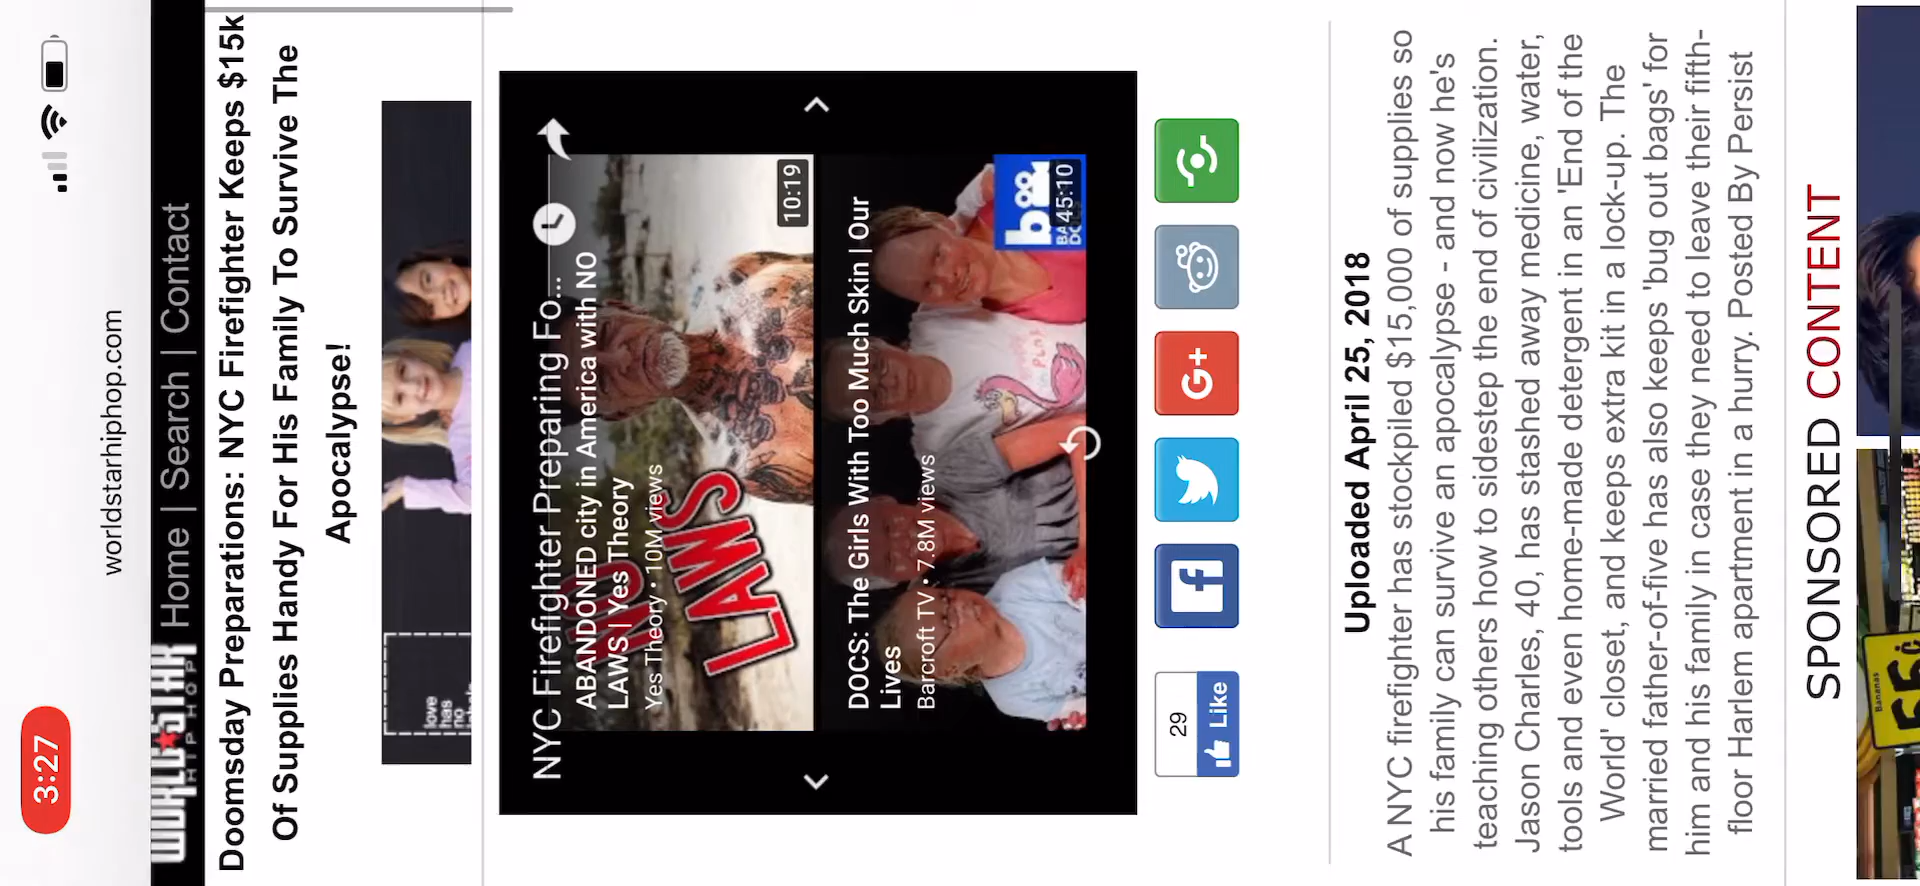 3:27
worldstarhiphop.com
WORLDSTAR
HIP HOP
Home | Search | Contact
Doomsday Preparations: NYC Firefighter Keeps $15k
Of Supplies Handy For His Family To Survive The
Apocalypse!
love
has
no
NYC Firefighter Preparing Fo...
ABANDONED city in America with NO
LAWS | Yes Theory
Yes Theory • 10M views
NO
LAWS
10:19
DOCS: The Girls With Too Much Skin | Our
Lives
Barcroft TV • 7.8M views
45:10
29
Like
G+
Uploaded April 25, 2018
A NYC firefighter has stockpiled $15,000 of supplies so
his family can survive an apocalypse - and now he's
teaching others how to sidestep the end of civilization.
Jason Charles, 40, has stashed away medicine, water,
tools and even home-made detergent in an 'End of the
World' closet, and keeps extra kit in a lock-up. The
married father-of-five has also keeps 'bug out bags' for
him and his family in case they need to leave their fifth-
floor Harlem apartment in a hurry. Posted By Persist
SPONSORED CONTENT
Bananas
55¢